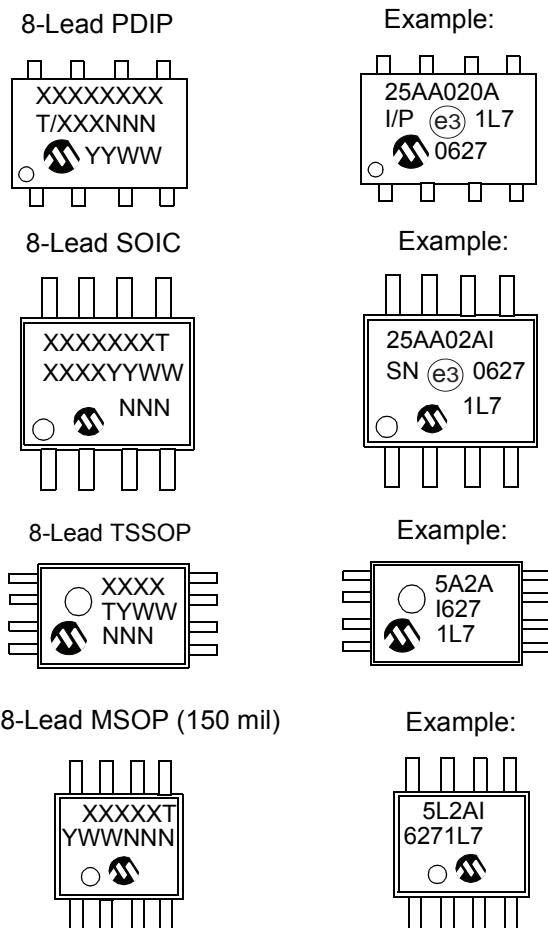 8-Lead PDIP
Example:
XXXXXXXX
T/XXXNNN
YYWW
25AA020A
I/P e3 1L7
0627
8-Lead SOIC
Example:
XXXXXXXT
XXXXYYWW
NNN
25AA02AI
SN e3 0627
1L7
8-Lead TSSOP
Example:
XXXX
TYWW
NNN
5A2A
I627
1L7
8-Lead MSOP (150 mil)
Example:
XXXXXT
YWWNNN
5L2AI
6271L7